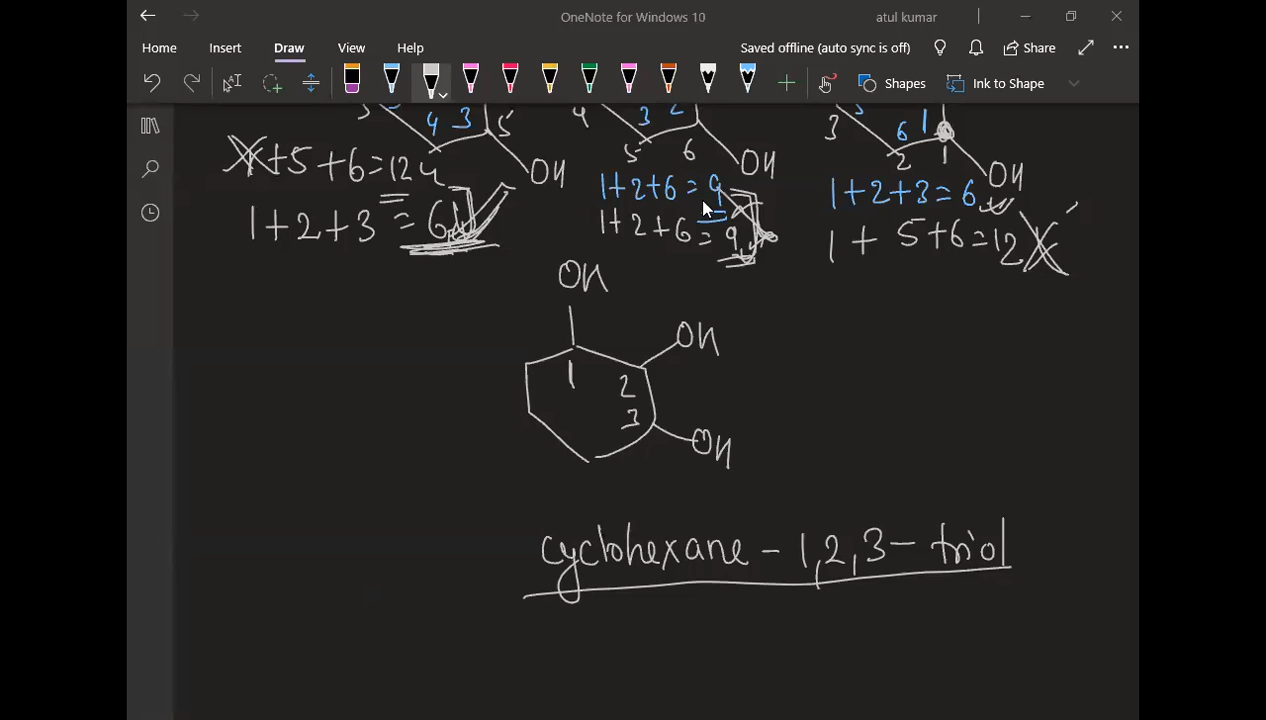 OneNote for Windows 10
atul kumar
Home Insert Draw View Help
Saved offline (auto sync is off)
Share
Shapes
Ink to Shape
4 3 5
4 3 2
3 6 1
5 6
2 1
OH
OH
OH
+5+6=12
1+2+6=9
1+2+3=6
1+2+3=6
1+2+6=9
1+5+6=12
OH
OH
1 2
3
OH
cyclohexane-1,2,3-triol